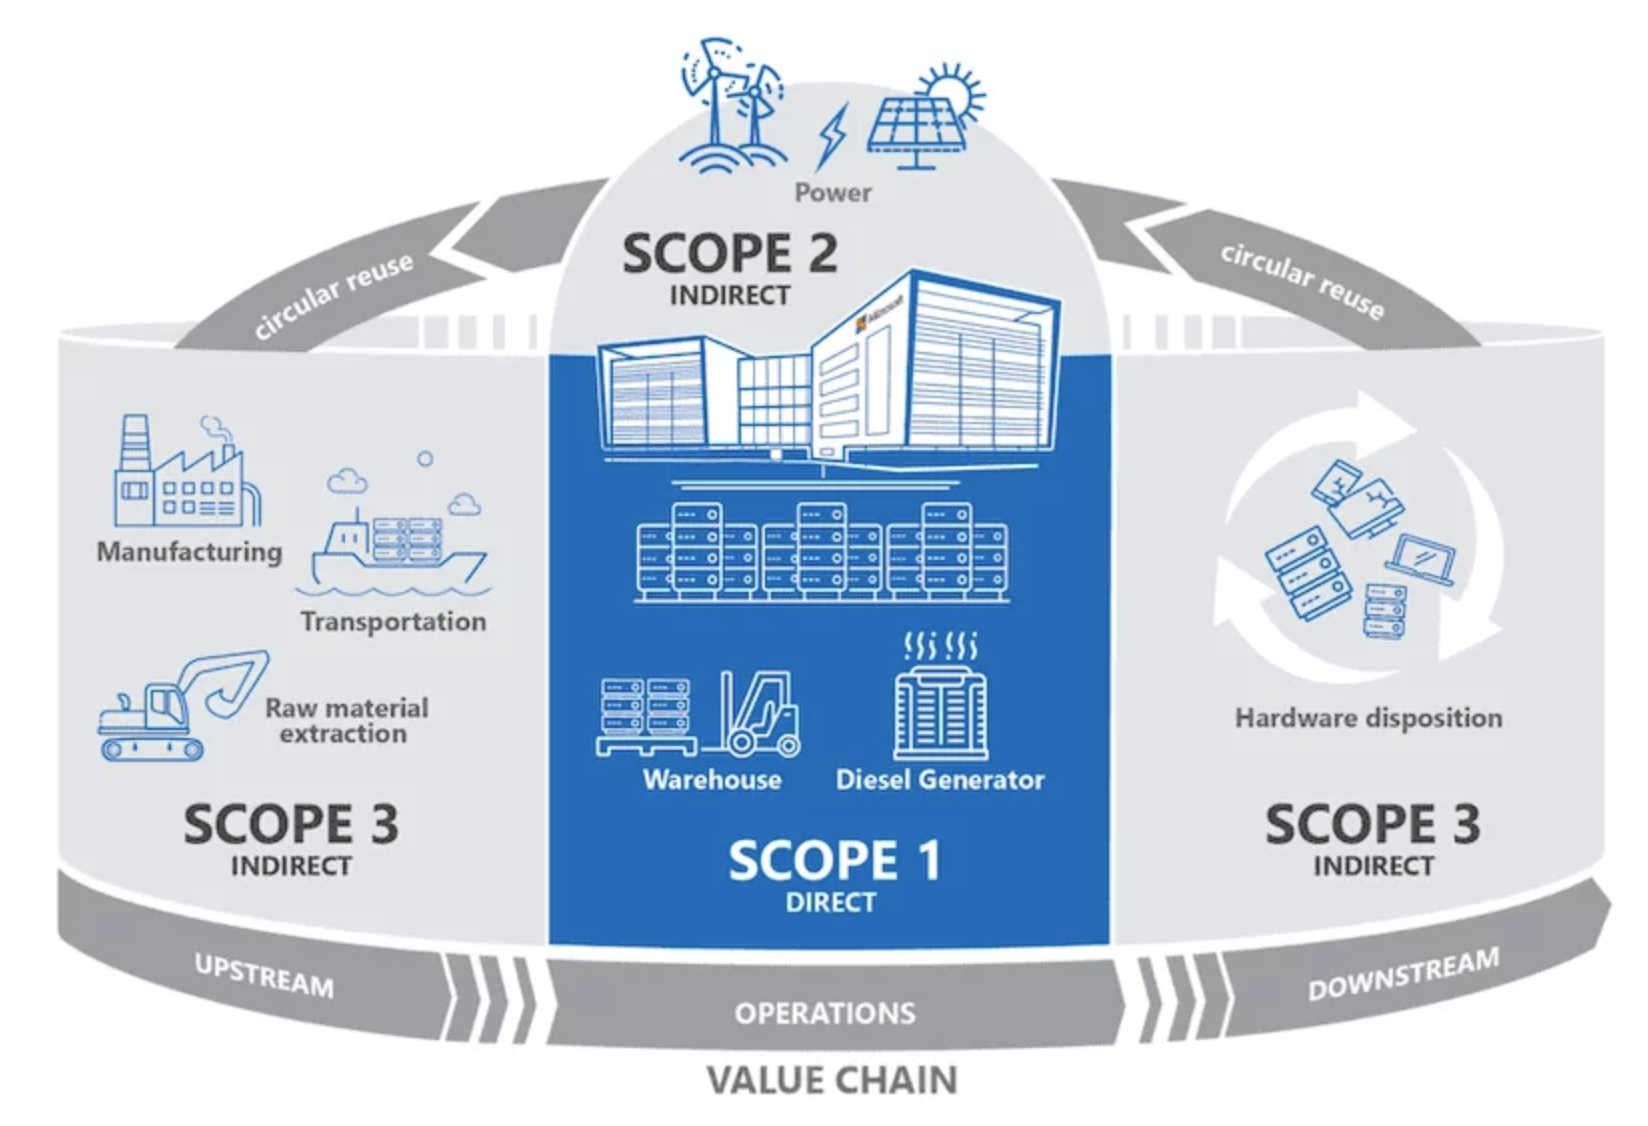 Power
SCOPE 2
INDIRECT
circular reuse
circular reuse
Microsoft
Manufacturing
Transportation
Raw material
extraction
SCOPE 3
INDIRECT
Warehouse
Diesel Generator
SCOPE 1
DIRECT
Hardware disposition
SCOPE 3
INDIRECT
UPSTREAM
OPERATIONS
DOWNSTREAM
VALUE CHAIN